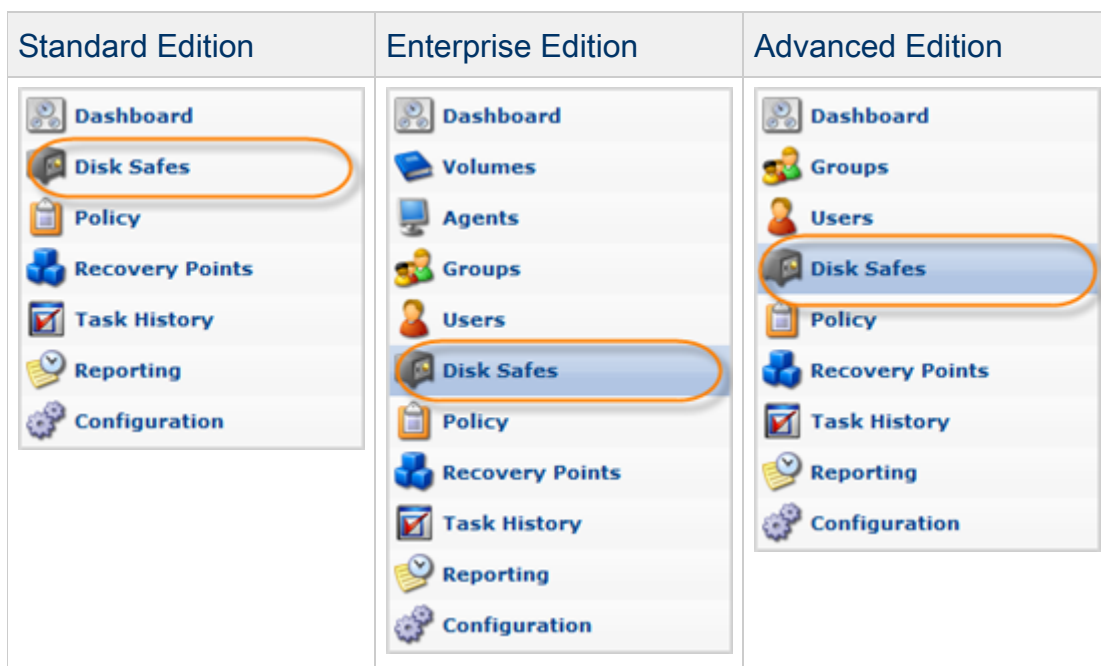 Standard Edition
Dashboard
Disk Safes
Policy
Recovery Points
Task History
Reporting
Configuration
Enterprise Edition
Dashboard
Volumes
Agents
Groups
Users
Disk Safes
Policy
Recovery Points
Task History
Reporting
Configuration
Advanced Edition
Dashboard
Groups
Users
Disk Safes
Policy
Recovery Points
Task History
Reporting
Configuration